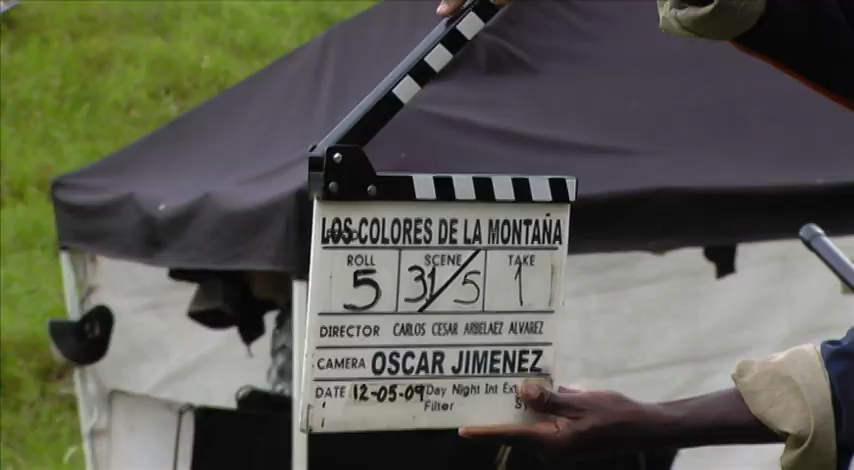 LOS COLORES DE LA MONTAÑA
ROLL SCENE TAKE
5 31/5 1
DIRECTOR CARLOS CESAR ARBELAEZ ALVAREZ
CAMERA OSCAR JIMENEZ
DATE 12-05-09 Day Night Int Ext
Filter